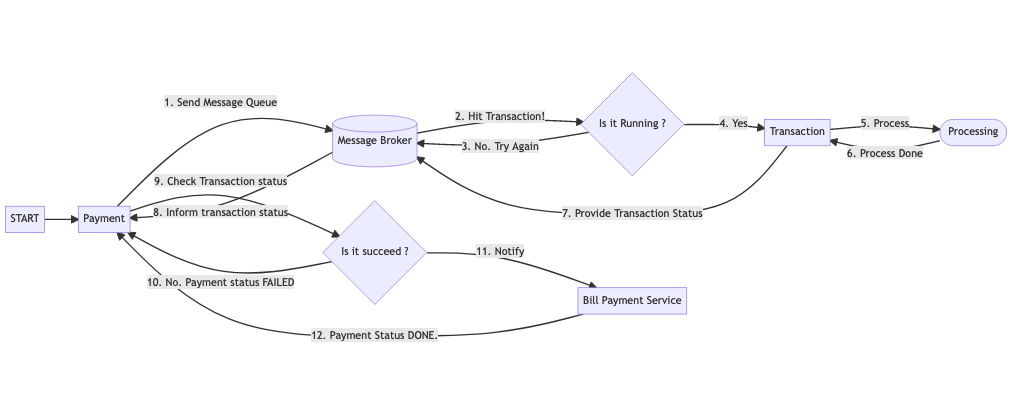 1. Send Message Queue
2. Hit Transaction!
Is it Running ?
4. Yes
5. Process
Transaction
Processing
Message Broker
3. No. Try Again
6. Process Done
9. Check Transaction status
8. Inform transaction status
7. Provide Transaction Status
START
Payment
Is it succeed ?
11. Notify
10. No. Payment status FAILED
Bill Payment Service
12. Payment Status DONE.